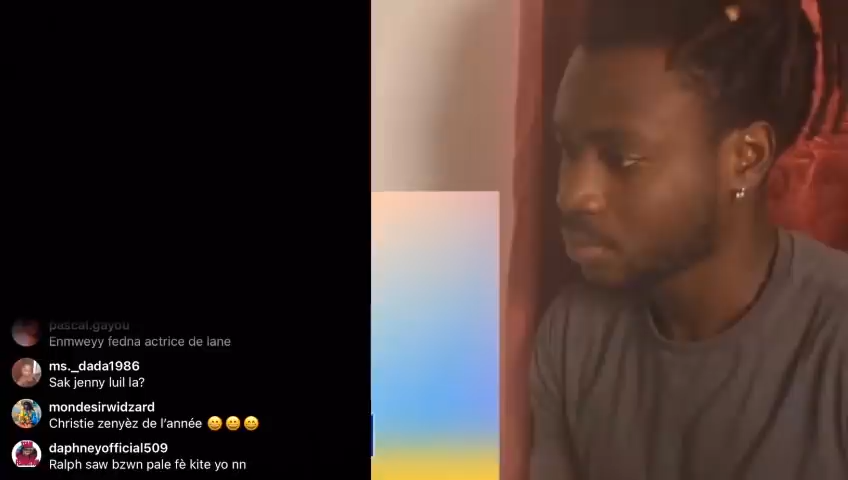 pascal.gayou
Enmweyy fedna actrice de lane
ms._dada1986
Sak jenny luil la?
mondesirwidzard
Christie zenyèz de l’année 😀😀😀
daphneyofficial509
Ralph saw bzwn pale fè kite yo nn